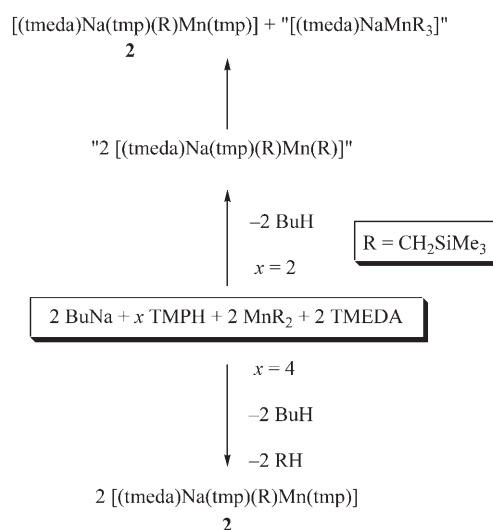 [(tmeda)Na(tmp)(R)Mn(tmp)] + "[(tmeda)NaMnR₃]"
2
"2 [(tmeda)Na(tmp)(R)Mn(R)]"
–2 BuH
R = CH₂SiMe₃
x = 2
2 BuNa + x TMPH + 2 MnR₂ + 2 TMEDA
x = 4
–2 BuH
–2 RH
2 [(tmeda)Na(tmp)(R)Mn(tmp)]
2